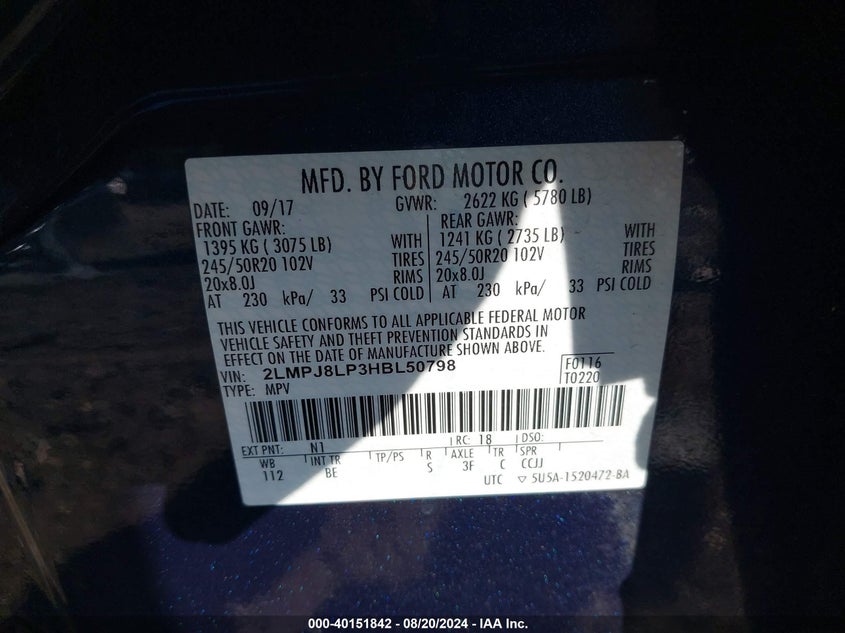 MFD. BY FORD MOTOR CO.
DATE: 09/17 GVWR: 2622 KG ( 5780 LB)
FRONT GAWR: REAR GAWR:
1395 KG ( 3075 LB) WITH 1241 KG ( 2735 LB) WITH
245/50R20 102V TIRES 245/50R20 102V TIRES
20x8.0J RIMS 20x8.0J RIMS
AT 230 kPa/ 33 PSI COLD AT 230 kPa/ 33 PSI COLD
THIS VEHICLE CONFORMS TO ALL APPLICABLE FEDERAL MOTOR
VEHICLE SAFETY AND THEFT PREVENTION STANDARDS IN
EFFECT ON THE DATE OF MANUFACTURE SHOWN ABOVE.
VIN: 2LMPJ8LP3HBL50798 F0116
TYPE: MPV T0220
EXT PNT: N1 RC: 18 DSO:
WB INT TR TP/PS R AXLE TR SPR
112 BE S 3F C CCJJ
UTC ▽ 5U5A-1520472-BA
000-40151842 - 08/20/2024 - IAA Inc.